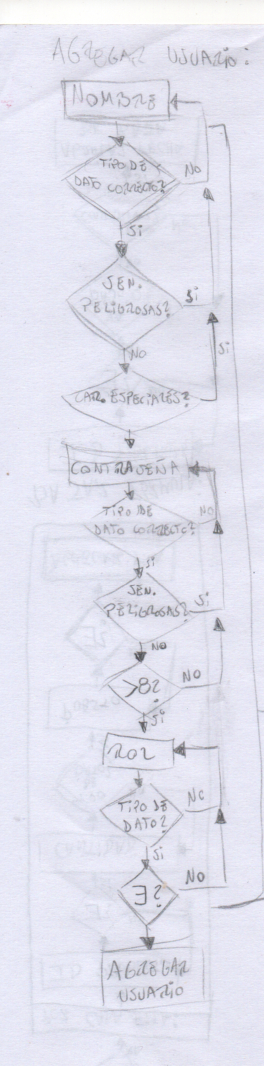 AGREGAR USUARIO:
NOMBRE
TIPO DE
DATO CORRECTO?
No
Si
SEN.
PELIGROSAS?
Si
No
Si
CAR. ESPECIALES?
CONTRASEÑA
TIPO DE
DATO CORRECTO?
No
Si
SEN.
PELIGROSAS?
Si
No
>8?
No
Si
ROL
TIPO DE
DATO?
No
Si
∃?
No
AGREGAR
USUARIO